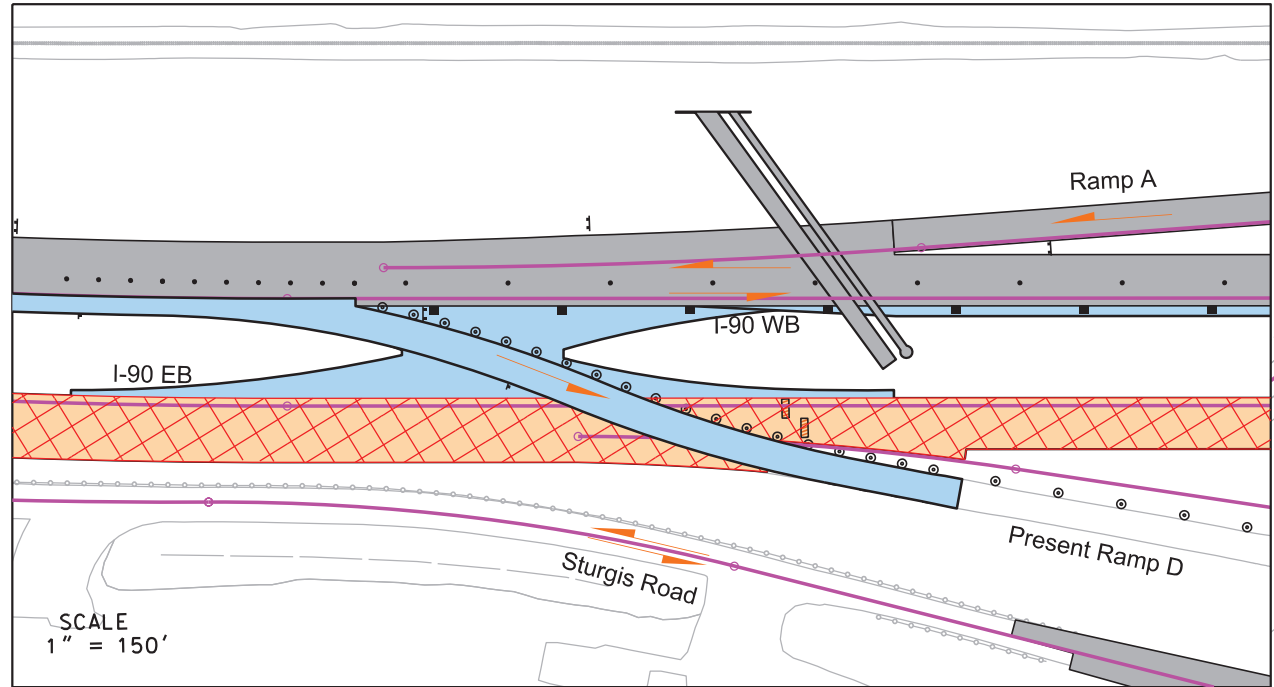 Ramp A
I-90 WB
I-90 EB
Present Ramp D
Sturgis Road
SCALE
1" = 150'